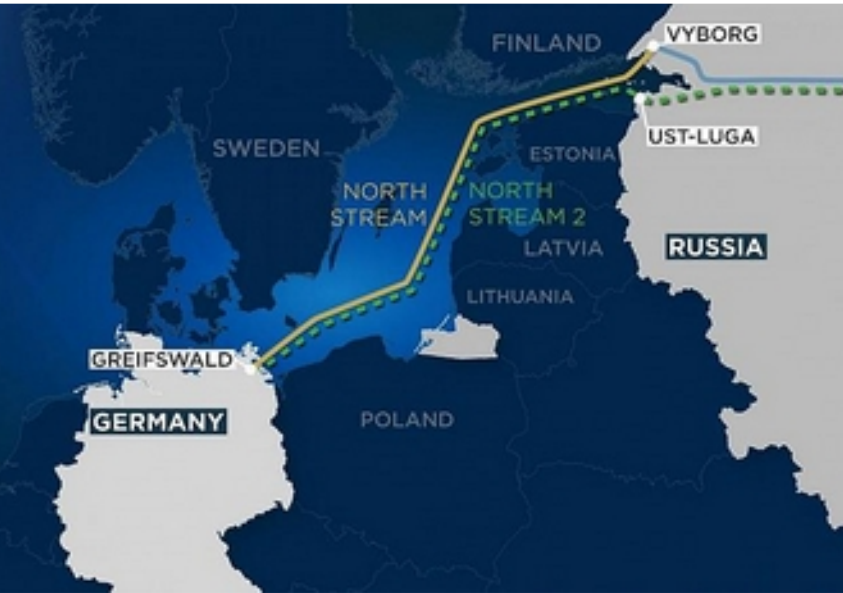 FINLAND
VYBORG
UST-LUGA
SWEDEN
ESTONIA
NORTH
STREAM
NORTH
STREAM 2
LATVIA
RUSSIA
LITHUANIA
GREIFSWALD
GERMANY
POLAND